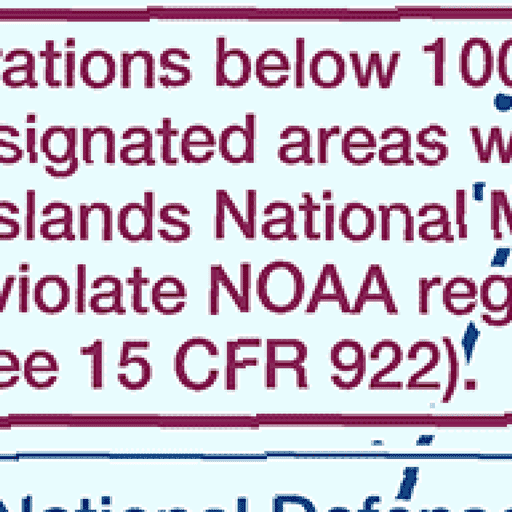 rations below 100
signated areas w
slands National M
violate NOAA reg
ee 15 CFR 922).
National Defens